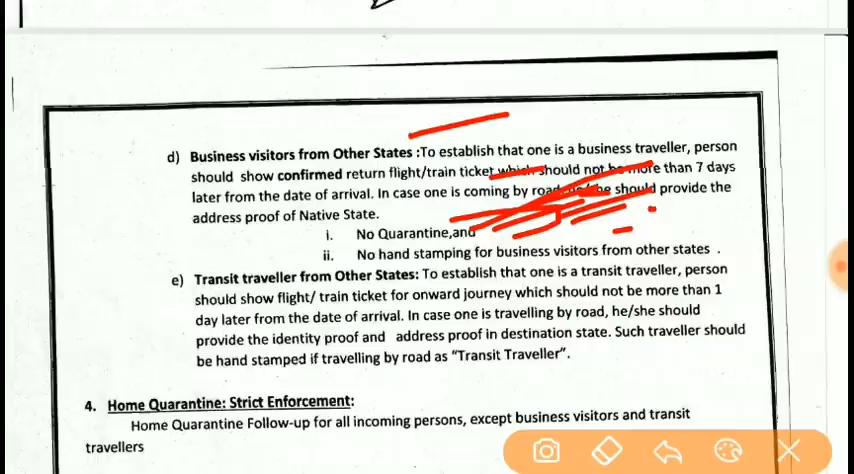 d) Business visitors from Other States :To establish that one is a business traveller, person
should show confirmed return flight/train ticket which should not be more than 7 days
later from the date of arrival. In case one is coming by road, he/she should provide the
address proof of Native State.
i. No Quarantine,and
ii. No hand stamping for business visitors from other states .
e) Transit traveller from Other States: To establish that one is a transit traveller, person
should show flight/ train ticket for onward journey which should not be more than 1
day later from the date of arrival. In case one is travelling by road, he/she should
provide the identity proof and address proof in destination state. Such traveller should
be hand stamped if travelling by road as "Transit Traveller".
4. Home Quarantine: Strict Enforcement:
Home Quarantine Follow-up for all incoming persons, except business visitors and transit
travellers